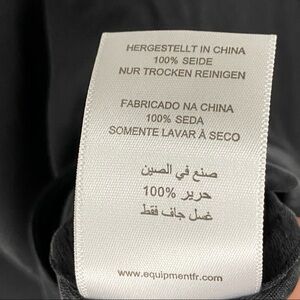 HERGESTELLT IN CHINA
100% SEIDE
NUR TROCKEN REINIGEN
FABRICADO NA CHINA
100% SEDA
SOMENTE LAVAR À SECO
صنع في الصين
حرير 100%
غسل جاف فقط
www.equipmentfr.com